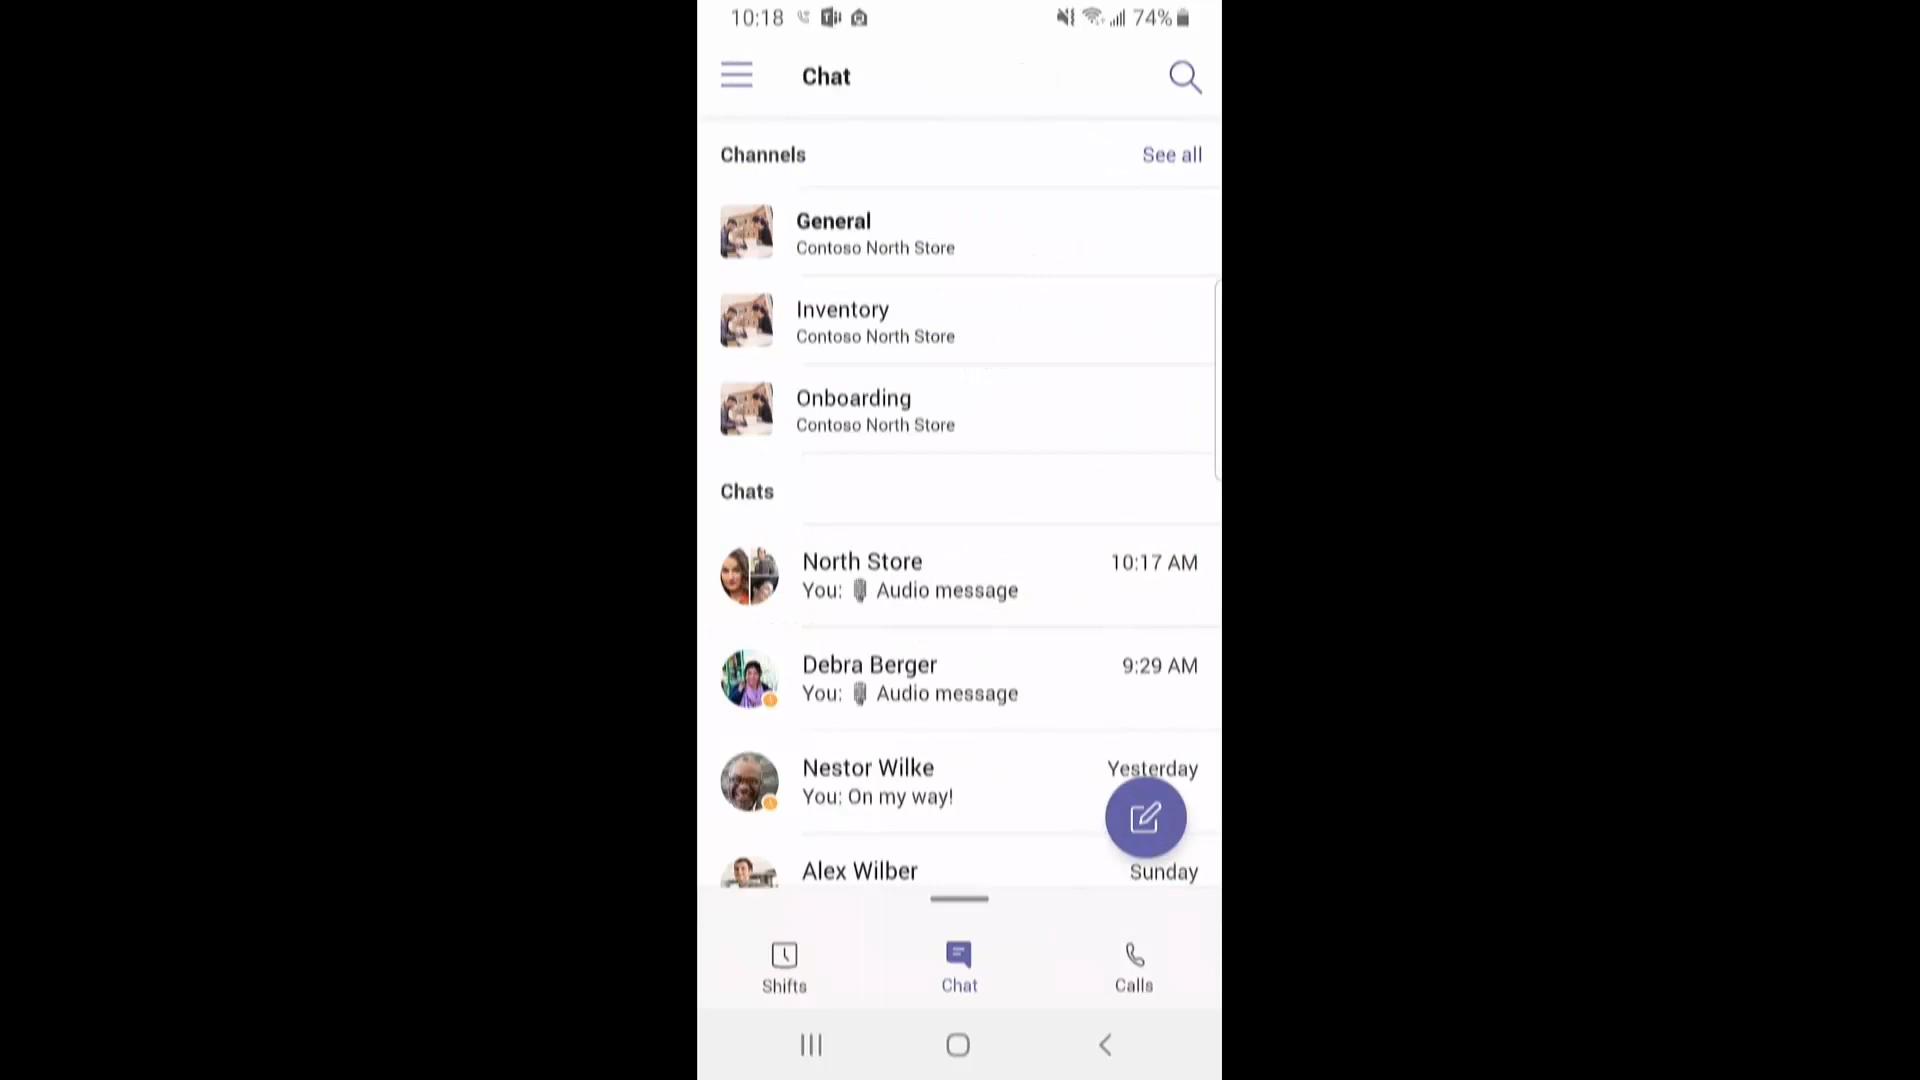 10:18
74%
Chat
Channels
See all
General
Contoso North Store
Inventory
Contoso North Store
Onboarding
Contoso North Store
Chats
North Store
10:17 AM
You: 🎙 Audio message
Debra Berger
9:29 AM
You: 🎙 Audio message
Nestor Wilke
Yesterday
You: On my way!
Alex Wilber
Sunday
Shifts
Chat
Calls